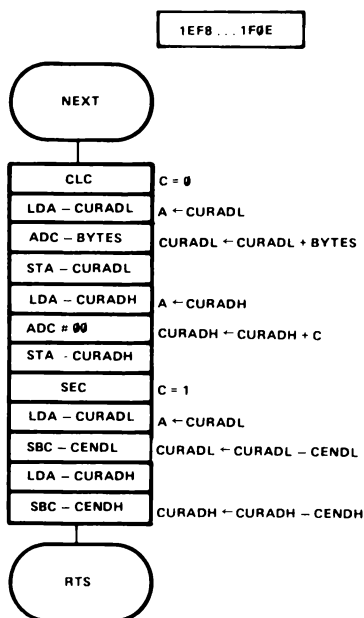 1EF8 . . . 1F0E
NEXT
CLC C = 0
LDA – CURADL A ← CURADL
ADC – BYTES CURADL ← CURADL + BYTES
STA – CURADL
LDA – CURADH A ← CURADH
ADC # 00 CURADH ← CURADH + C
STA - CURADH
SEC C = 1
LDA – CURADL A ← CURADL
SBC – CENDL CURADL ← CURADL – CENDL
LDA – CURADH
SBC – CENDH CURADH ← CURADH – CENDH
RTS